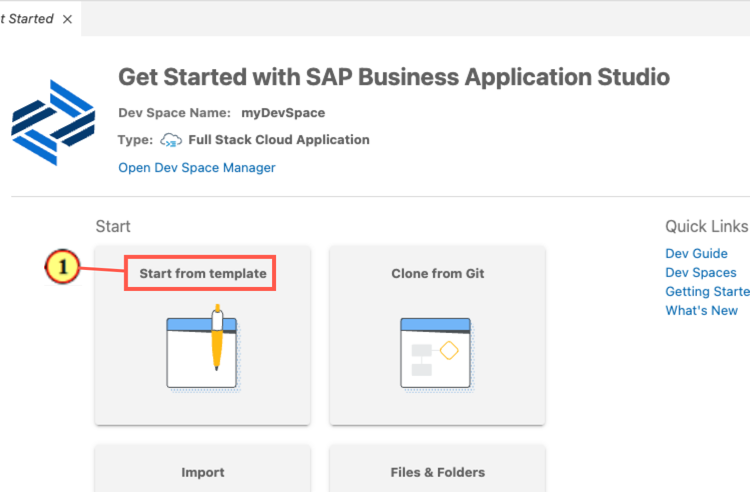 t Started ×
Get Started with SAP Business Application Studio
Dev Space Name: myDevSpace
Type: Full Stack Cloud Application
Open Dev Space Manager
Start
Quick Links
1
Start from template
Clone from Git
Dev Guide
Dev Spaces
Getting Starte
What's New
Import
Files & Folders